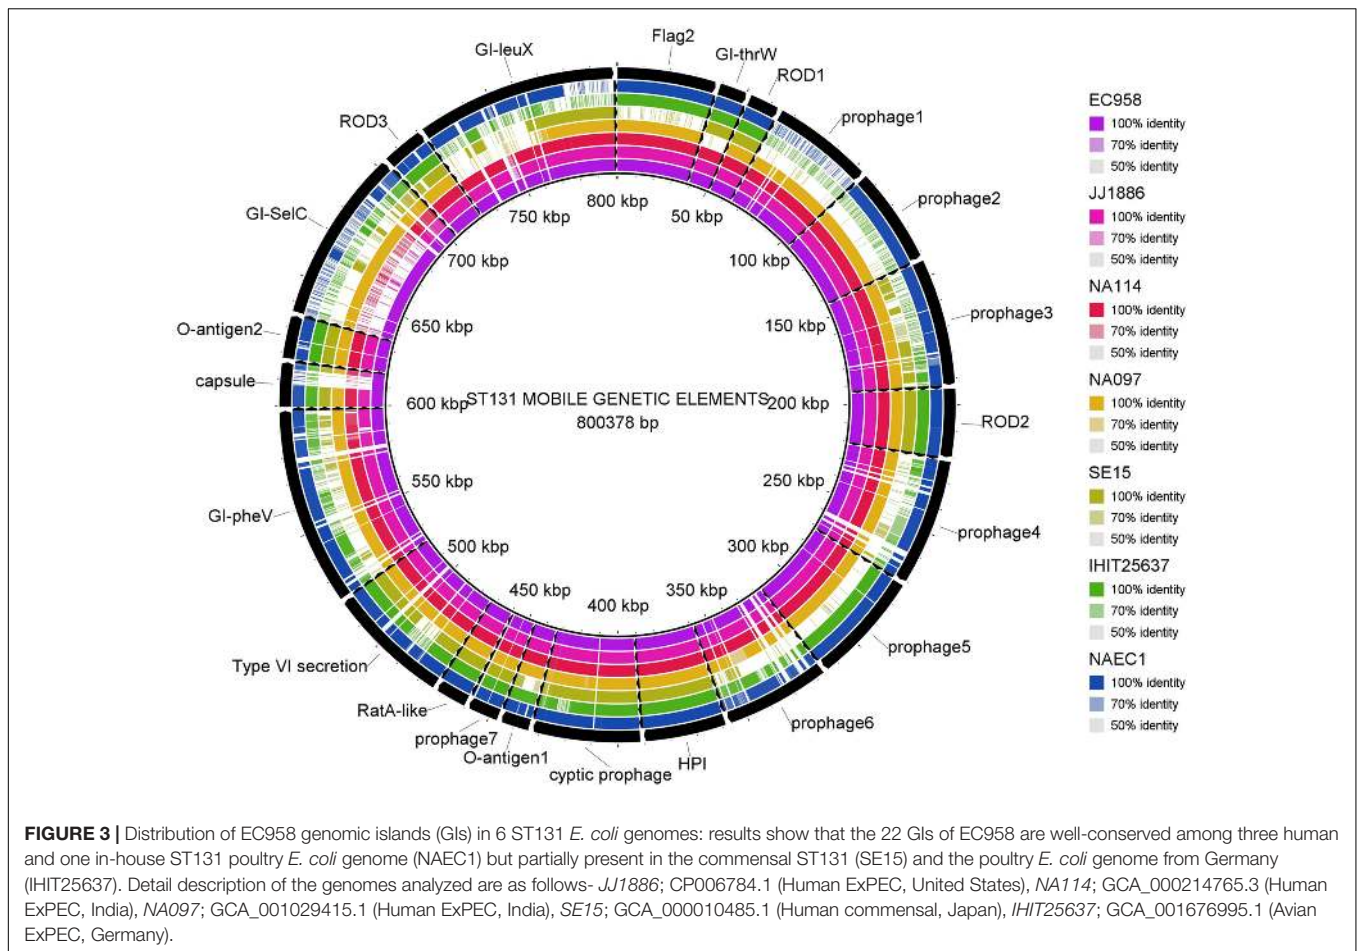 Flag2
GI-thrW
ROD1
prophage1
prophage2
prophage3
ROD2
prophage4
prophage5
prophage6
HPI
cyptic prophage
O-antigen1
prophage7
RatA-like
Type VI secretion
GI-pheV
capsule
O-antigen2
GI-SelC
ROD3
GI-leuX
800 kbp
50 kbp
100 kbp
150 kbp
200 kbp
250 kbp
300 kbp
350 kbp
400 kbp
450 kbp
500 kbp
550 kbp
600 kbp
650 kbp
700 kbp
750 kbp
ST131 MOBILE GENETIC ELEMENTS
800378 bp
EC958
100% identity
70% identity
50% identity
JJ1886
100% identity
70% identity
50% identity
NA114
100% identity
70% identity
50% identity
NA097
100% identity
70% identity
50% identity
SE15
100% identity
70% identity
50% identity
IHIT25637
100% identity
70% identity
50% identity
NAEC1
100% identity
70% identity
50% identity
FIGURE 3 | Distribution of EC958 genomic islands (GIs) in 6 ST131 E. coli genomes: results show that the 22 GIs of EC958 are well-conserved among three human
and one in-house ST131 poultry E. coli genome (NAEC1) but partially present in the commensal ST131 (SE15) and the poultry E. coli genome from Germany
(IHIT25637). Detail description of the genomes analyzed are as follows- JJ1886; CP006784.1 (Human ExPEC, United States), NA114; GCA_000214765.3 (Human
ExPEC, India), NA097; GCA_001029415.1 (Human ExPEC, India), SE15; GCA_000010485.1 (Human commensal, Japan), IHIT25637; GCA_001676995.1 (Avian
ExPEC, Germany).